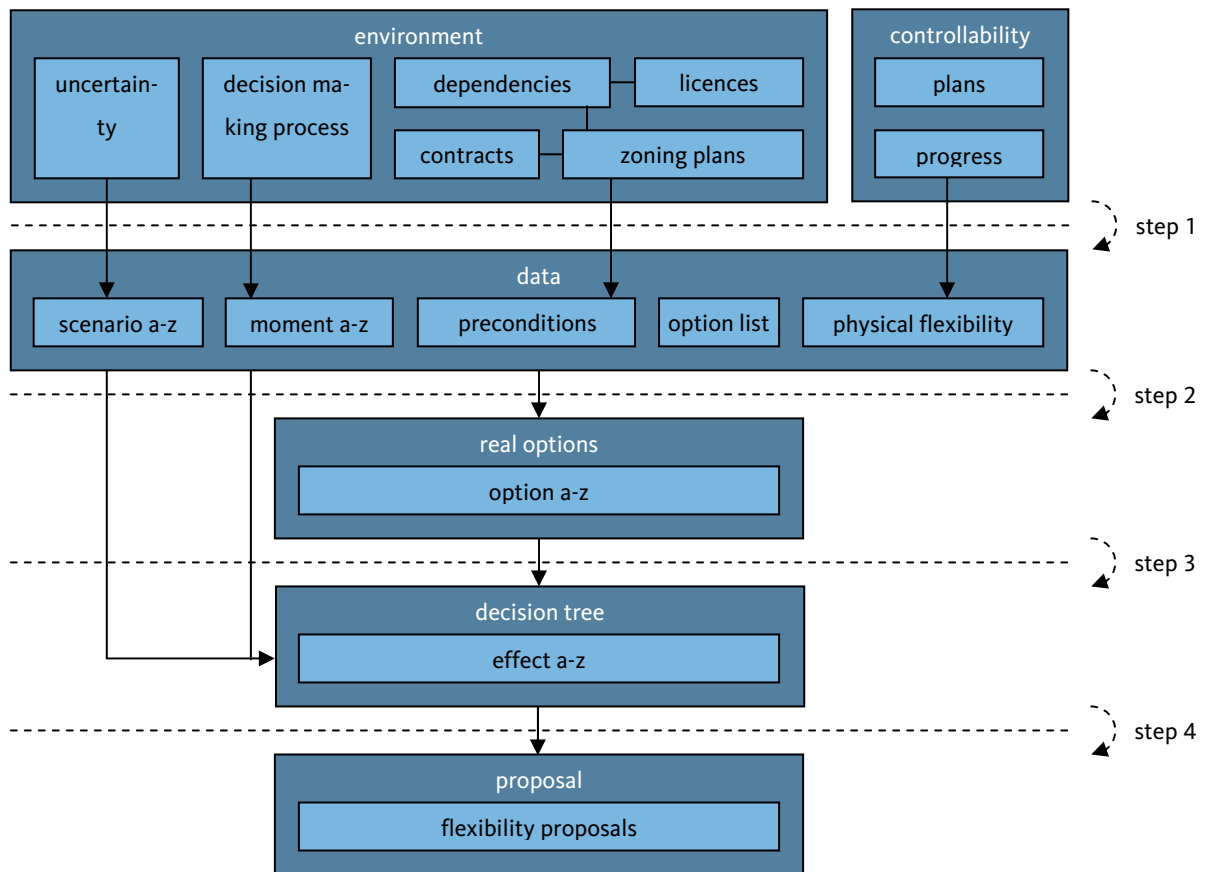 environment
controllability
uncertain-
ty
decision ma-
king process
dependencies
licences
contracts
zoning plans
plans
progress
step 1
data
scenario a-z
moment a-z
preconditions
option list
physical flexibility
step 2
real options
option a-z
step 3
decision tree
effect a-z
step 4
proposal
flexibility proposals